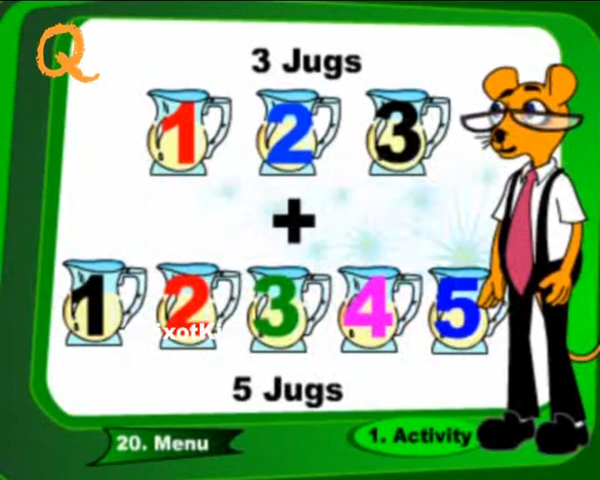 Q
3 Jugs
1 2 3
+
1 2 3 4 5
5 Jugs
20. Menu
1. Activity